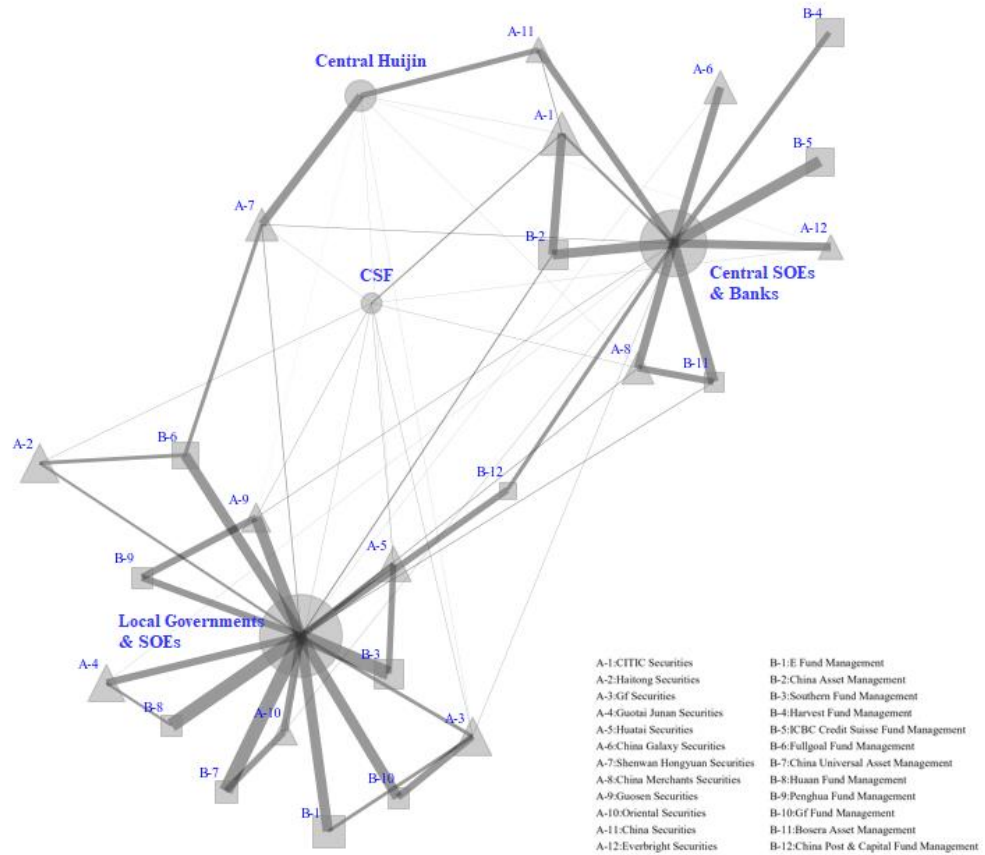 B-4
A-11
Central Huijin
A-6
A-1
B-5
A-7
A-12
B-2
CSF
Central SOEs
& Banks
A-8
B-11
A-2
B-6
B-12
A-9
A-5
B-9
Local Governments
& SOEs
B-3
A-4
B-8
A-10
A-3
B-7
B-10
B-1
A-1:CITIC Securities
A-2:Haitong Securities
A-3:Gf Securities
A-4:Guotai Junan Securities
A-5:Huatai Securities
A-6:China Galaxy Securities
A-7:Shenwan Hongyuan Securities
A-8:China Merchants Securities
A-9:Guosen Securities
A-10:Oriental Securities
A-11:China Securities
A-12:Everbright Securities
B-1:E Fund Management
B-2:China Asset Management
B-3:Southern Fund Management
B-4:Harvest Fund Management
B-5:ICBC Credit Suisse Fund Management
B-6:Fullgoal Fund Management
B-7:China Universal Asset Management
B-8:Huaan Fund Management
B-9:Penghua Fund Management
B-10:Gf Fund Management
B-11:Bosera Asset Management
B-12:China Post & Capital Fund Management